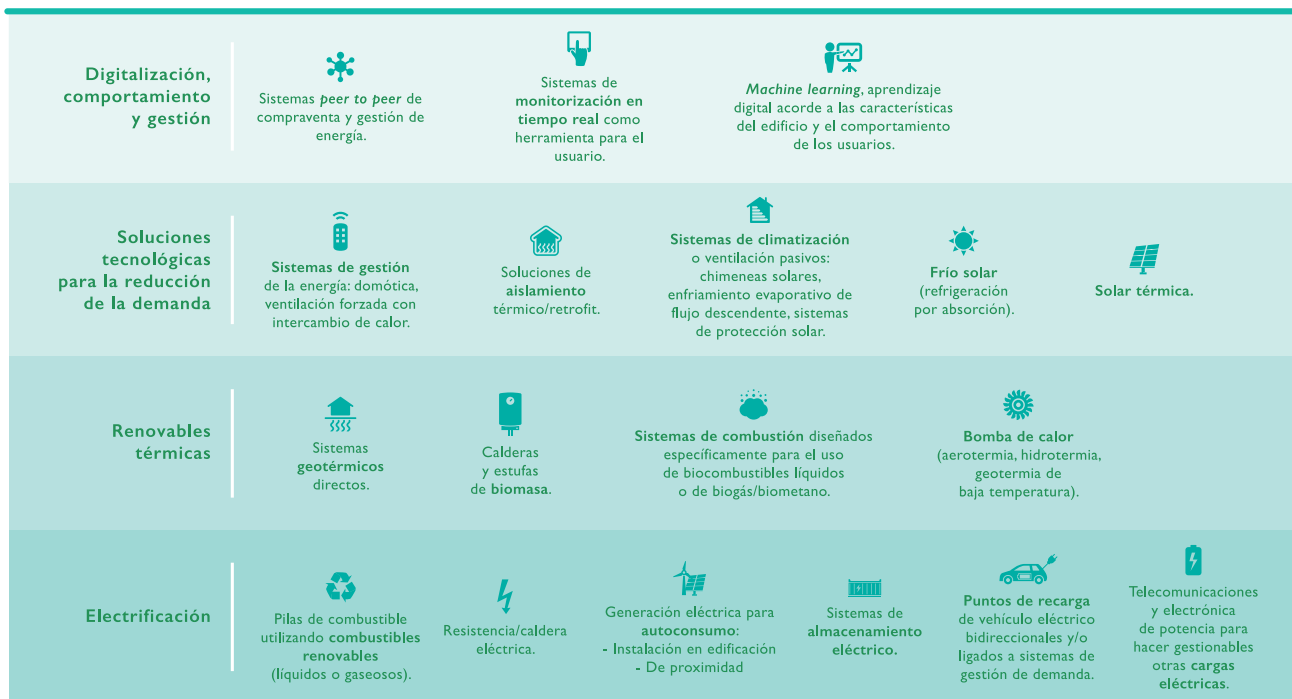 Digitalización,
comportamiento
y gestión
Sistemas peer to peer de
compraventa y gestión de
energía.
Sistemas de
monitorización en
tiempo real como
herramienta para el
usuario.
Machine learning, aprendizaje
digital acorde a las características
del edificio y el comportamiento
de los usuarios.
Soluciones
tecnológicas
para la reducción
de la demanda
Sistemas de gestión
de la energía: domótica,
ventilación forzada con
intercambio de calor.
Soluciones de
aislamiento
térmico/retrofit.
Sistemas de climatización
o ventilación pasivos:
chimeneas solares,
enfriamiento evaporativo de
flujo descendente, sistemas
de protección solar.
Frío solar
(refrigeración
por absorción).
Solar térmica.
Renovables
térmicas
Sistemas
geotérmicos
directos.
Calderas
y estufas
de biomasa.
Sistemas de combustión diseñados
específicamente para el uso
de biocombustibles líquidos
o de biogás/biometano.
Bomba de calor
(aerotermia, hidrotermia,
geotermia de
baja temperatura).
Electrificación
Pilas de combustible
utilizando combustibles
renovables
(líquidos o gaseosos).
Resistencia/caldera
eléctrica.
Generación eléctrica para
autoconsumo:
- Instalación en edificación
- De proximidad
Sistemas de
almacenamiento
eléctrico.
Puntos de recarga
de vehículo eléctrico
bidireccionales y/o
ligados a sistemas de
gestión de demanda.
Telecomunicaciones
y electrónica
de potencia para
hacer gestionables
otras cargas
eléctricas.